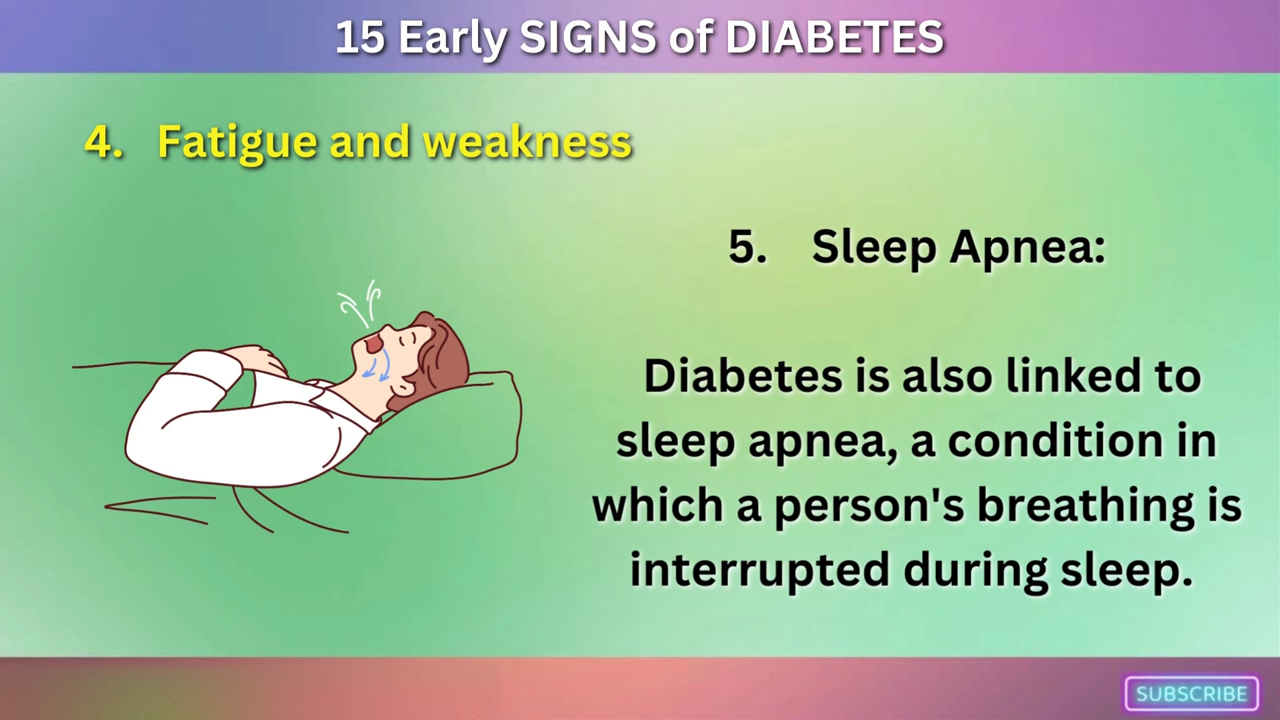 15 Early SIGNS of DIABETES
4. Fatigue and weakness
5. Sleep Apnea:
Diabetes is also linked to
sleep apnea, a condition in
which a person's breathing is
interrupted during sleep.
SUBSCRIBE